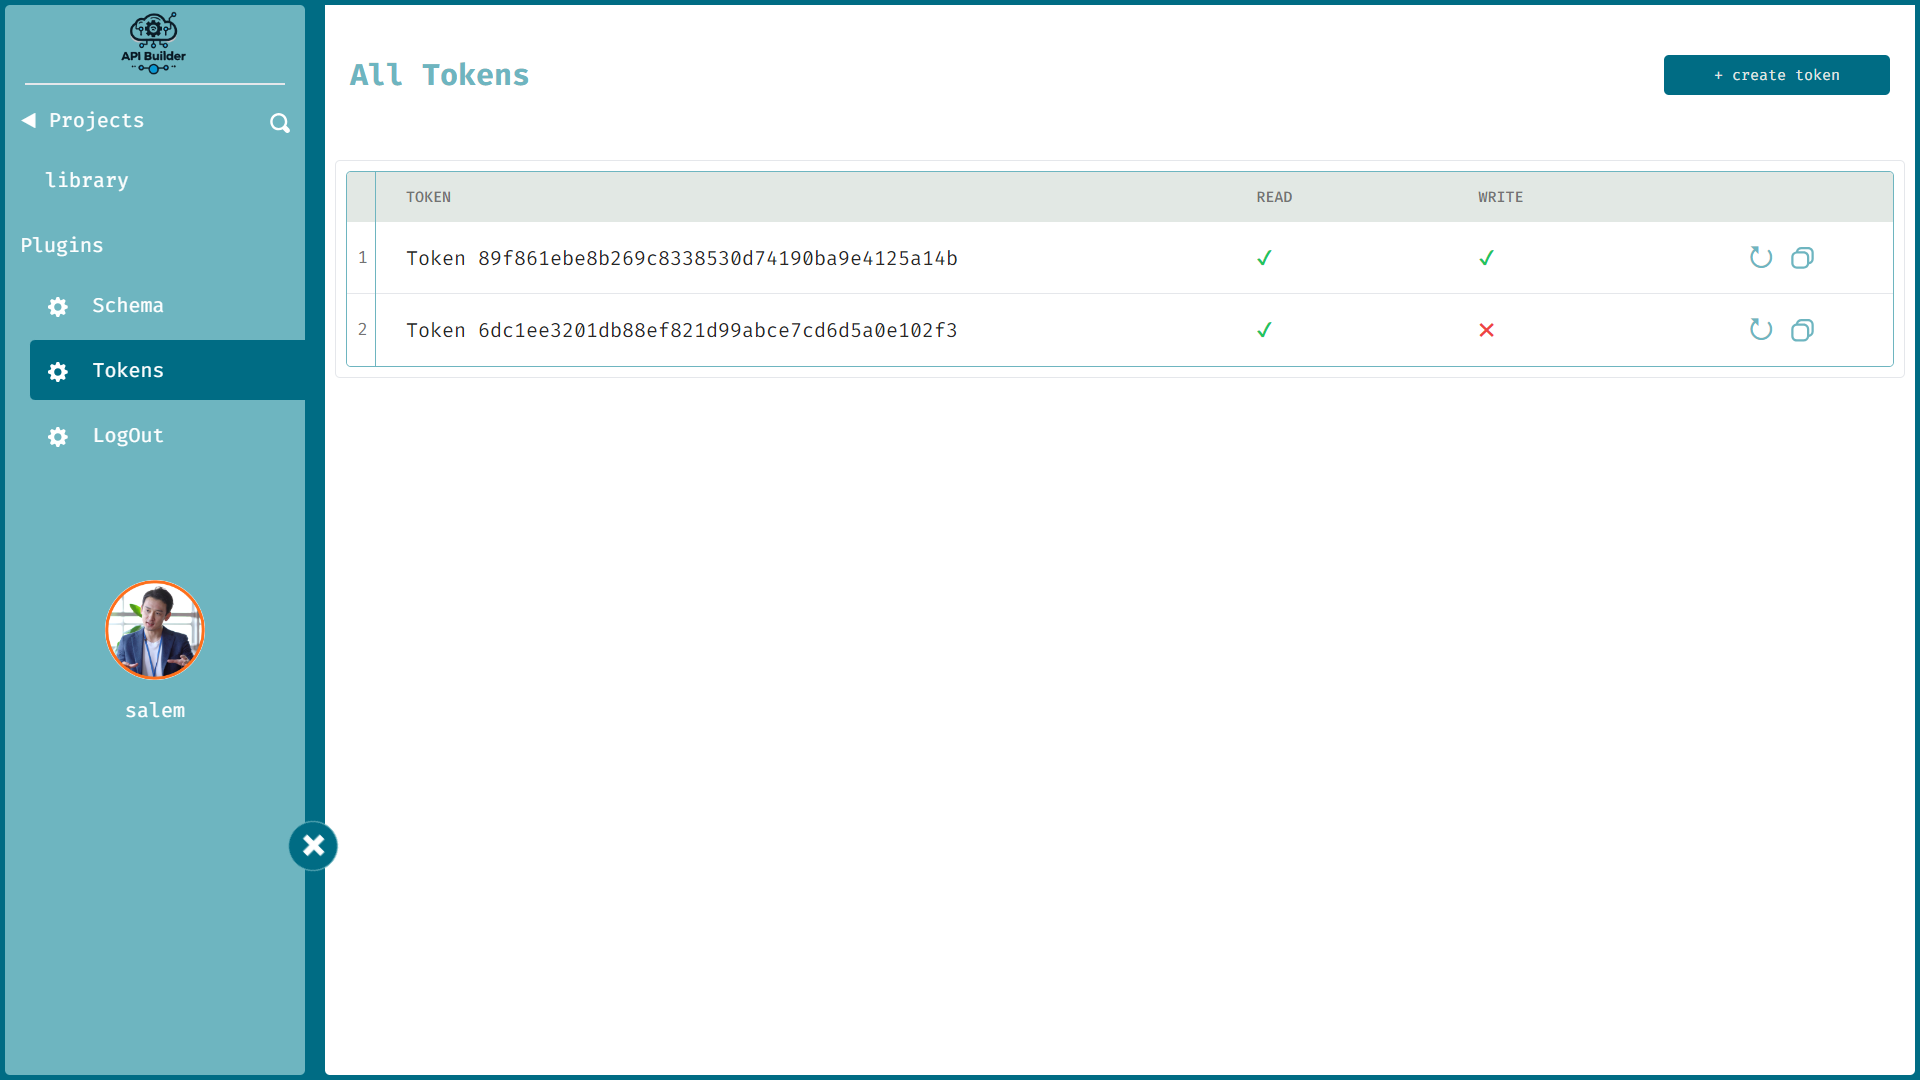 API Builder
Projects
library
Plugins
Schema
Tokens
LogOut
salem
All Tokens
+ create token
TOKEN READ WRITE
1 Token 89f861ebe8b269c8338530d74190ba9e4125a14b ✓ ✓
2 Token 6dc1ee3201db88ef821d99abce7cd6d5a0e102f3 ✓ ✕